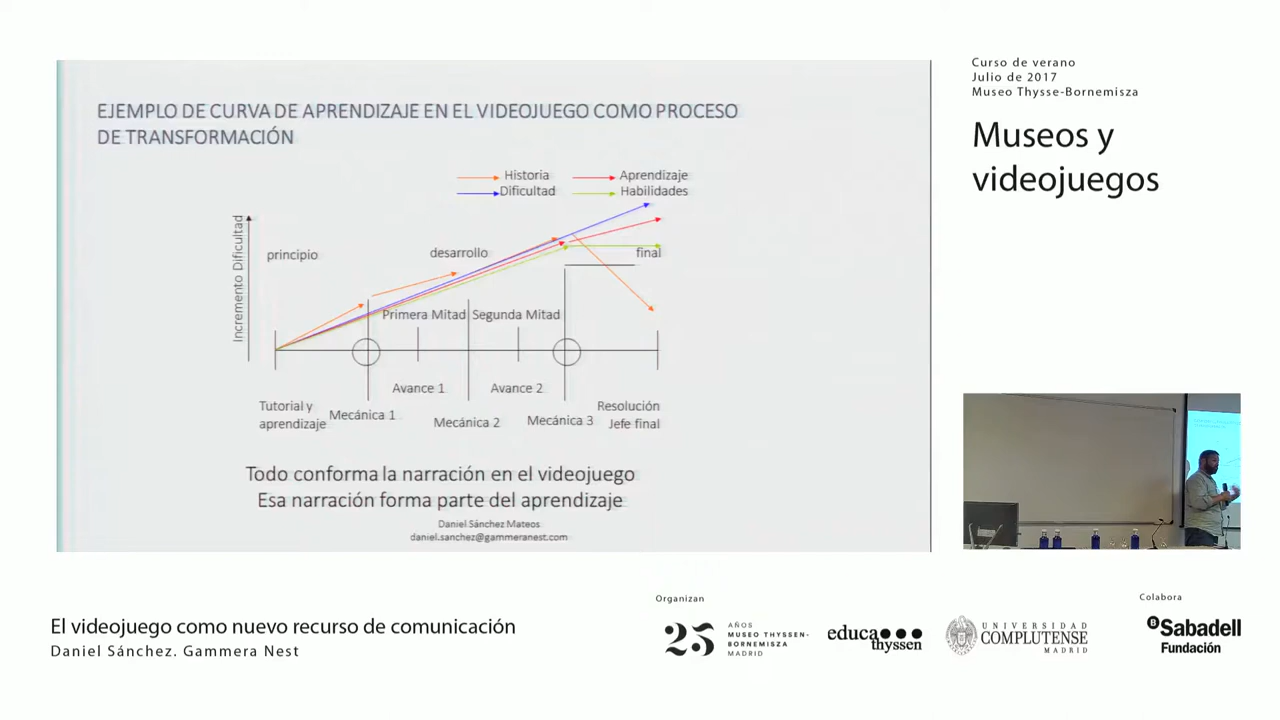 Curso de verano
Julio de 2017
Museo Thysse-Bornemisza
Museos y
videojuegos
EJEMPLO DE CURVA DE APRENDIZAJE EN EL VIDEOJUEGO COMO PROCESO
DE TRANSFORMACIÓN
Historia
Aprendizaje
Dificultad
Habilidades
Incremento Dificultad
principio
desarrollo
final
Primera Mitad
Segunda Mitad
Avance 1
Avance 2
Tutorial y
aprendizaje
Mecánica 1
Mecánica 2
Mecánica 3
Resolución
Jefe final
Todo conforma la narración en el videojuego
Esa narración forma parte del aprendizaje
Daniel Sánchez Mateos
daniel.sanchez@gammeranest.com
El videojuego como nuevo recurso de comunicación
Daniel Sánchez. Gammera Nest
Organizan
25
AÑOS
MUSEO THYSSEN-
BORNEMISZA
MADRID
educa
thyssen
UNIVERSIDAD
COMPLUTENSE
MADRID
Colabora
B Sabadell
Fundación